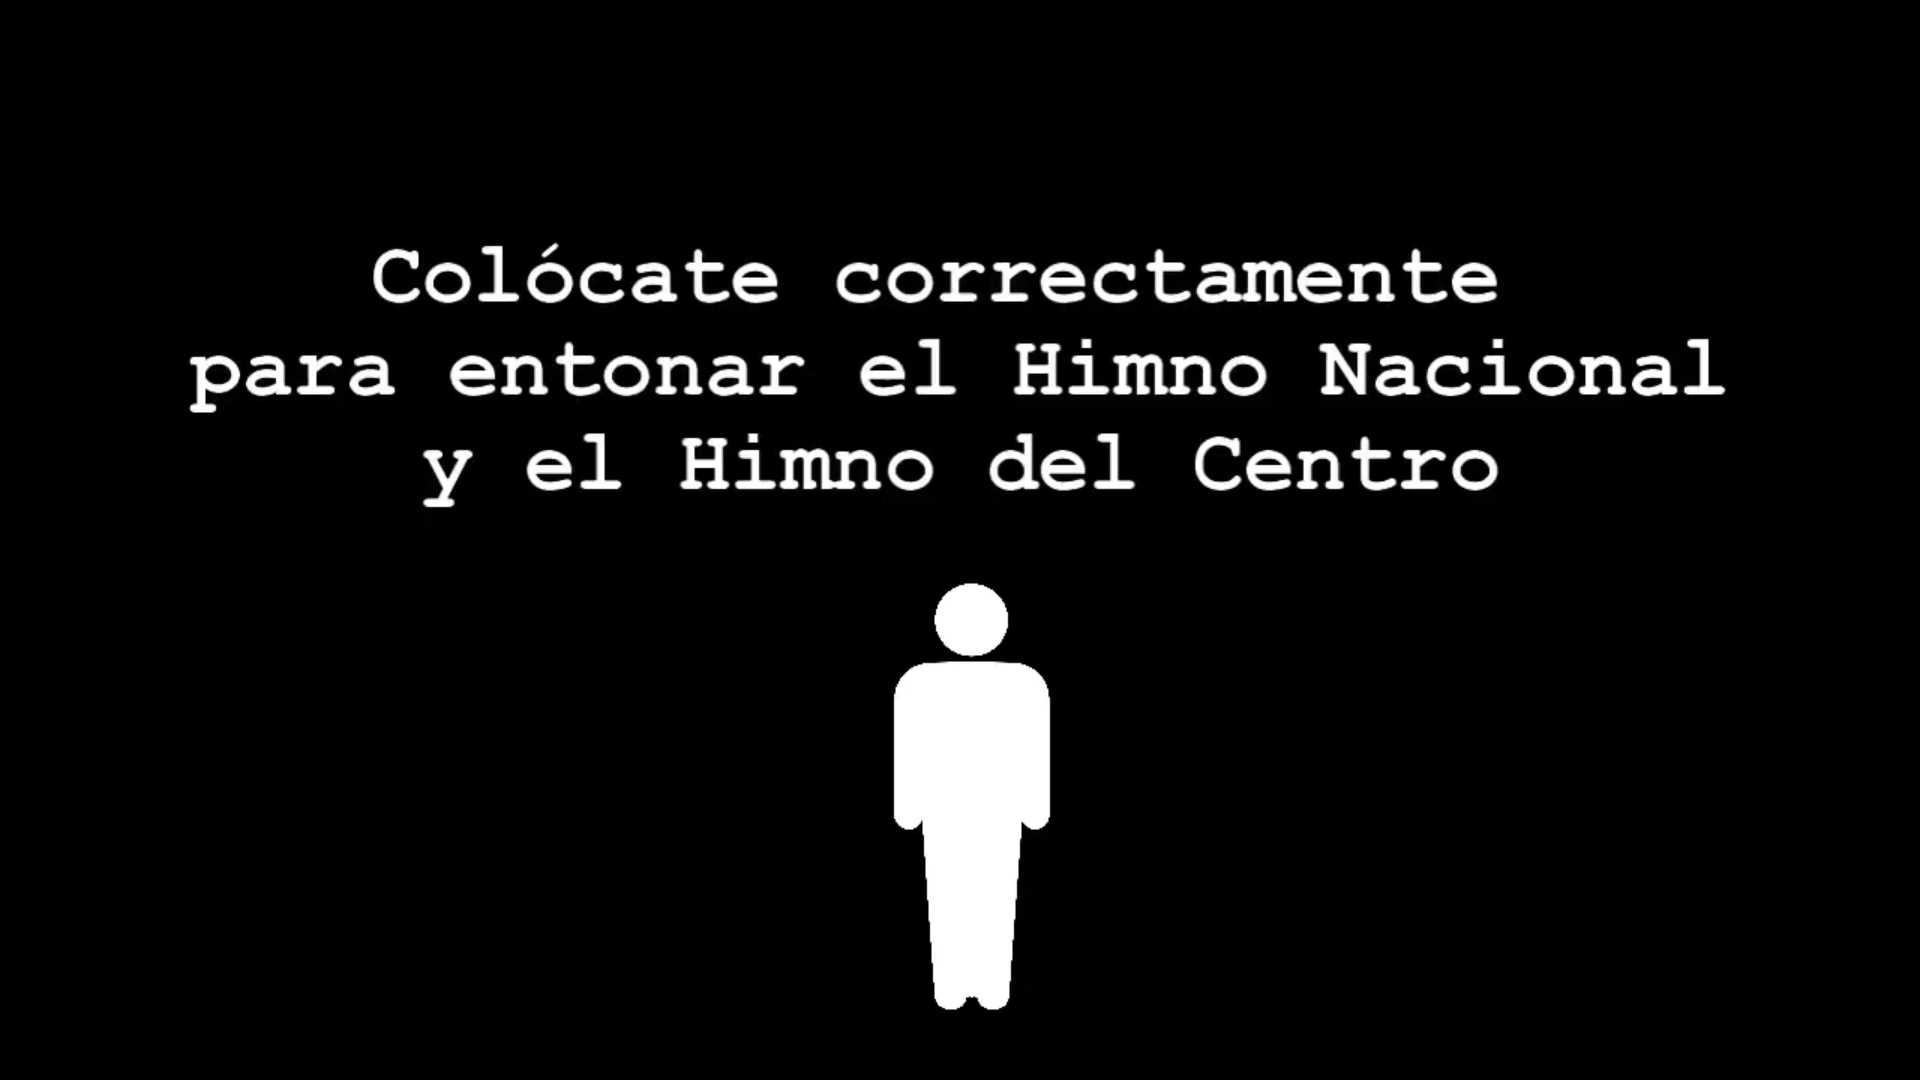 Colócate correctamente
para entonar el Himno Nacional
y el Himno del Centro